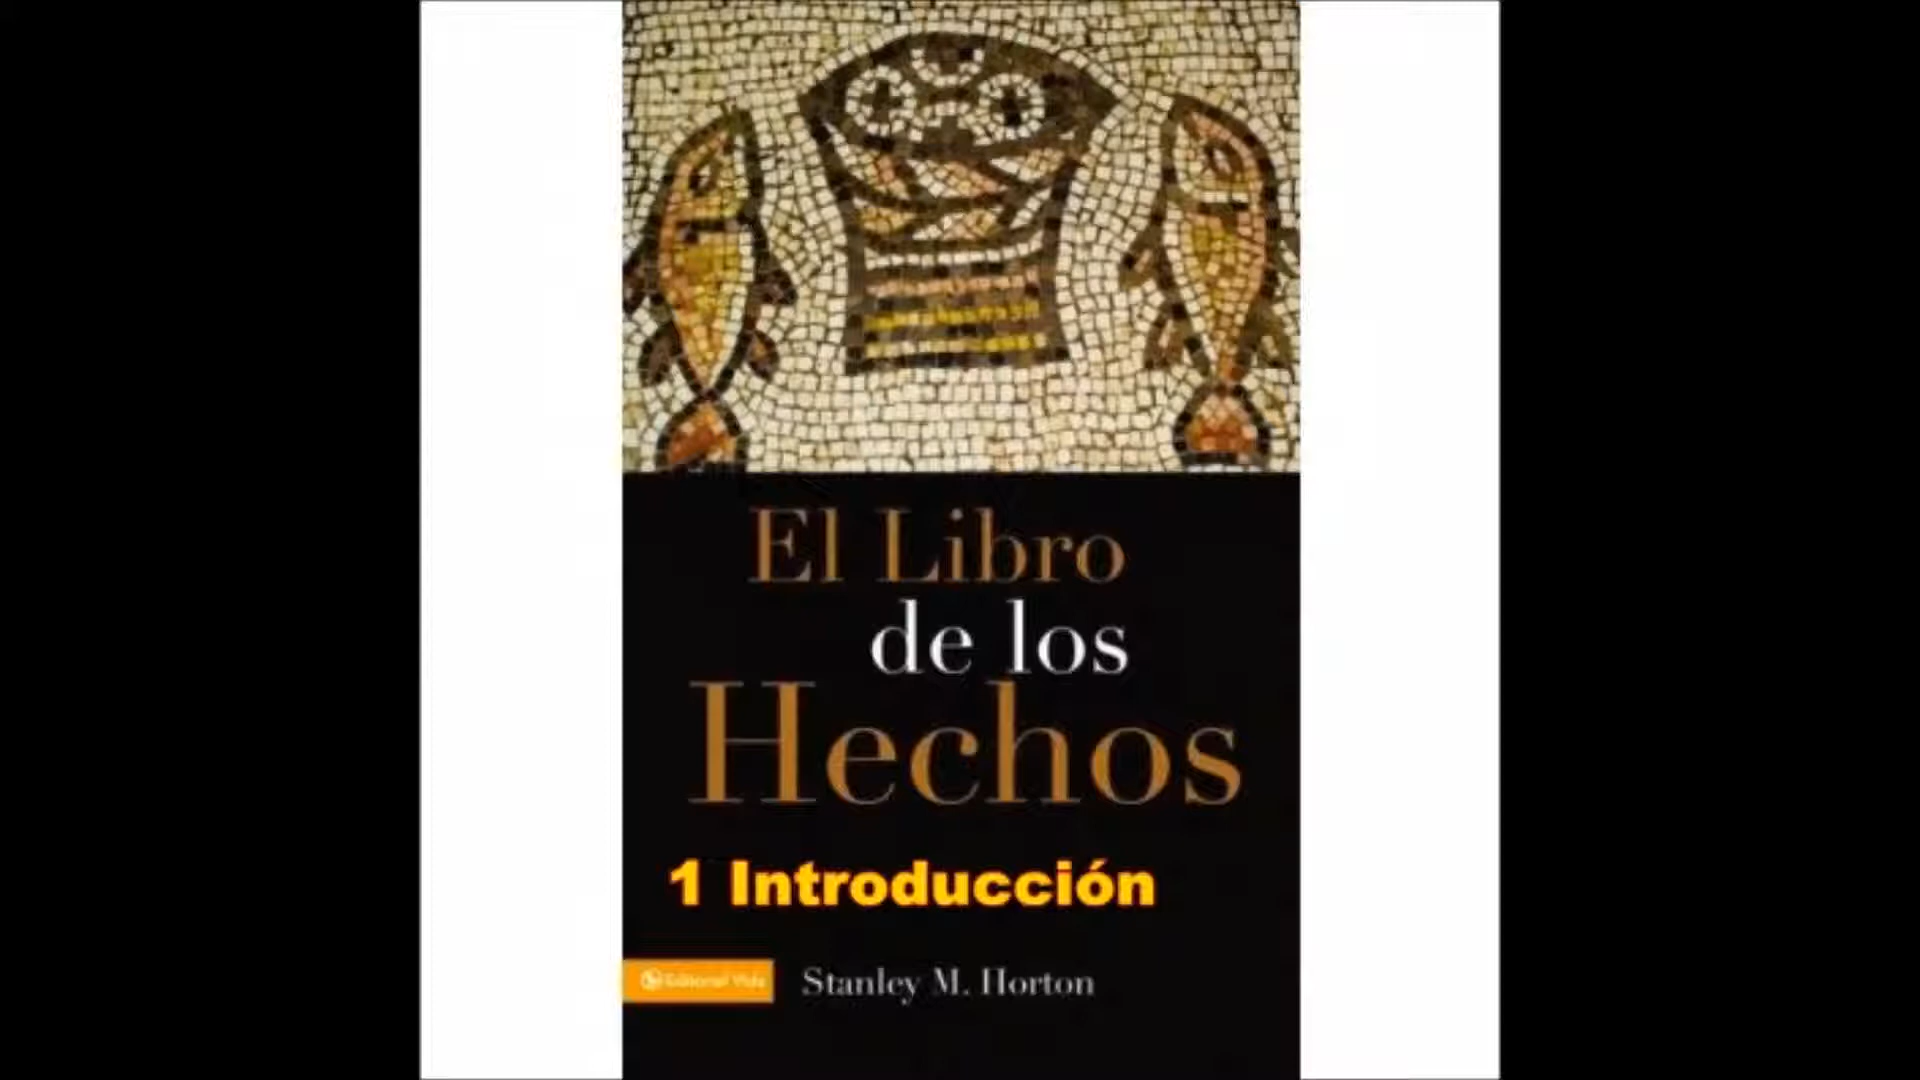 El Libro
de los
Hechos
1 Introducción
Editorial Vida
Stanley M. Horton